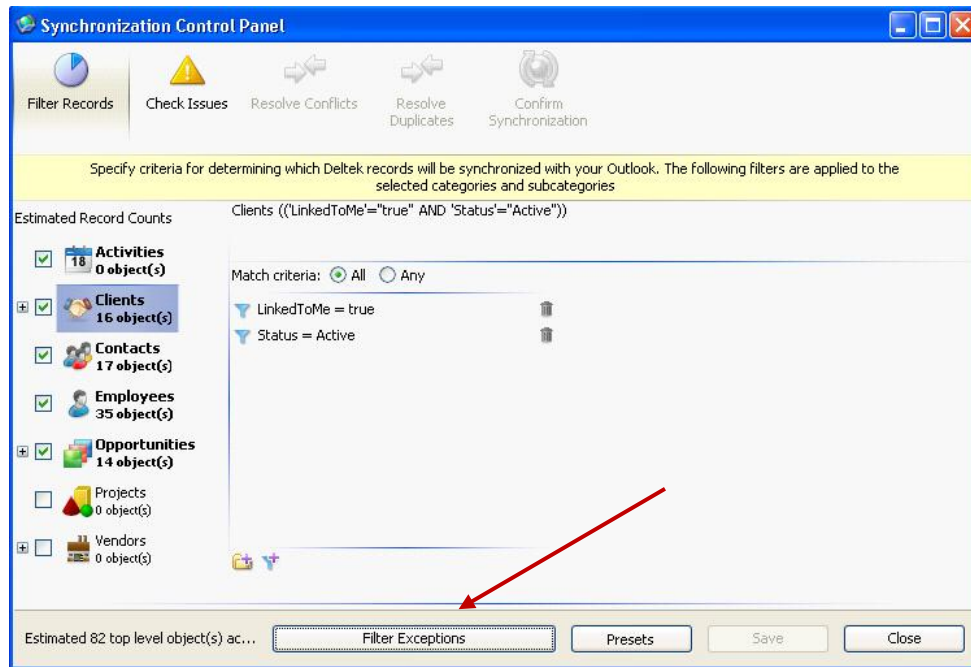 Synchronization Control Panel
Filter Records
Check Issues
Resolve Conflicts
Resolve
Duplicates
Confirm
Synchronization
Specify criteria for determining which Deltek records will be synchronized with your Outlook. The following filters are applied to the
selected categories and subcategories
Estimated Record Counts
Clients (('LinkedToMe'="true" AND 'Status'="Active"))
18
Activities
0 object(s)
Clients
16 object(s)
Contacts
17 object(s)
Employees
35 object(s)
Opportunities
14 object(s)
Projects
0 object(s)
Vendors
0 object(s)
Match criteria: All Any
LinkedToMe = true
Status = Active
Estimated 82 top level object(s) ac...
Filter Exceptions
Presets
Save
Close